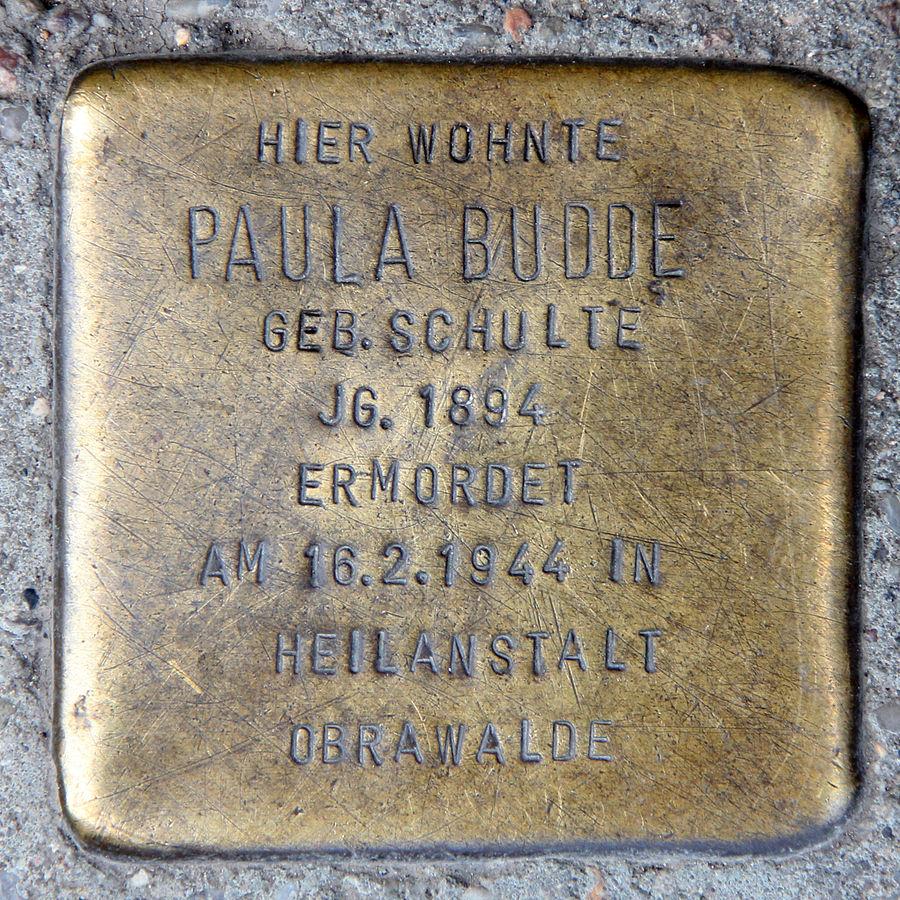 HIER WOHNTE
PAULA BUDDE
GEB. SCHULTE
JG. 1894
ERMORDET
AM 16.2.1944 IN
HEILANSTALT
OBRAWALDE